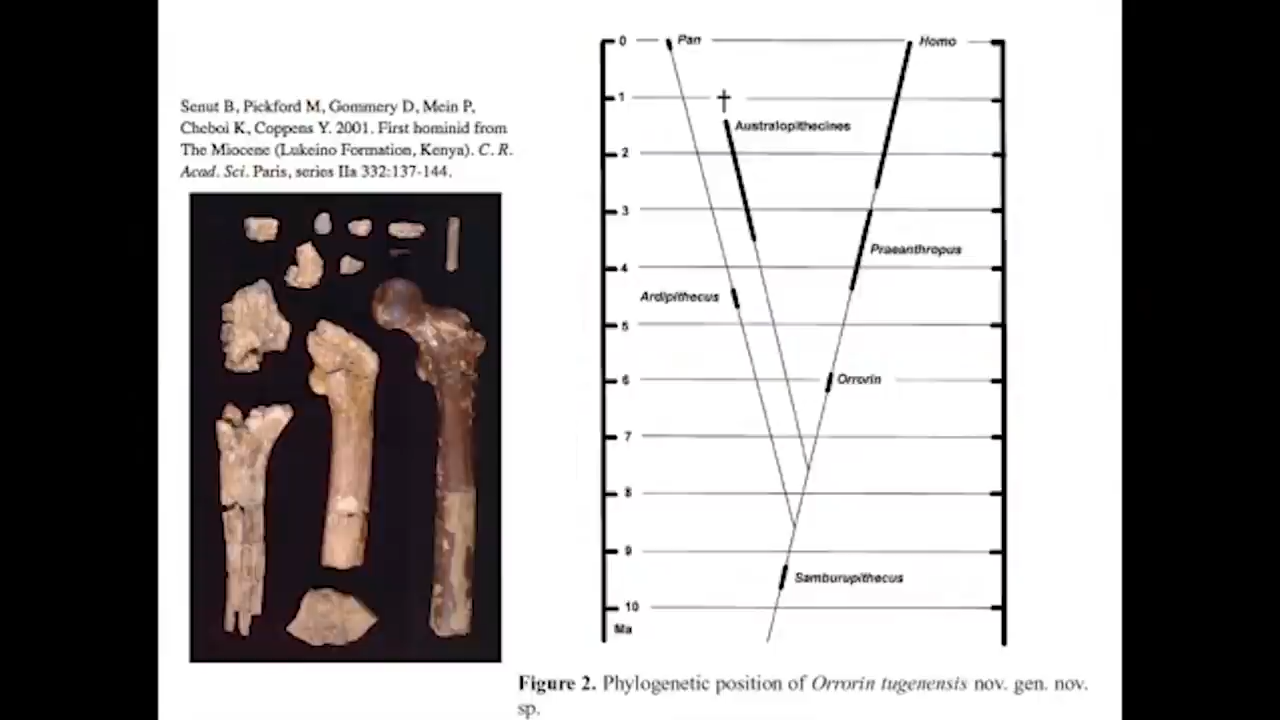 Senut B, Pickford M, Gommery D, Mein P,
Cheboi K, Coppens Y. 2001. First hominid from
The Miocene (Lukeino Formation, Kenya). C. R.
Acad. Sci. Paris, series IIa 332:137-144.
0
Pan
Homo
1
†
Australopithecines
2
3
Praeanthropus
4
Ardipithecus
5
6
Orrorin
7
8
9
Samburupithecus
10
Ma
Figure 2. Phylogenetic position of Orrorin tugenensis nov. gen. nov.
sp.